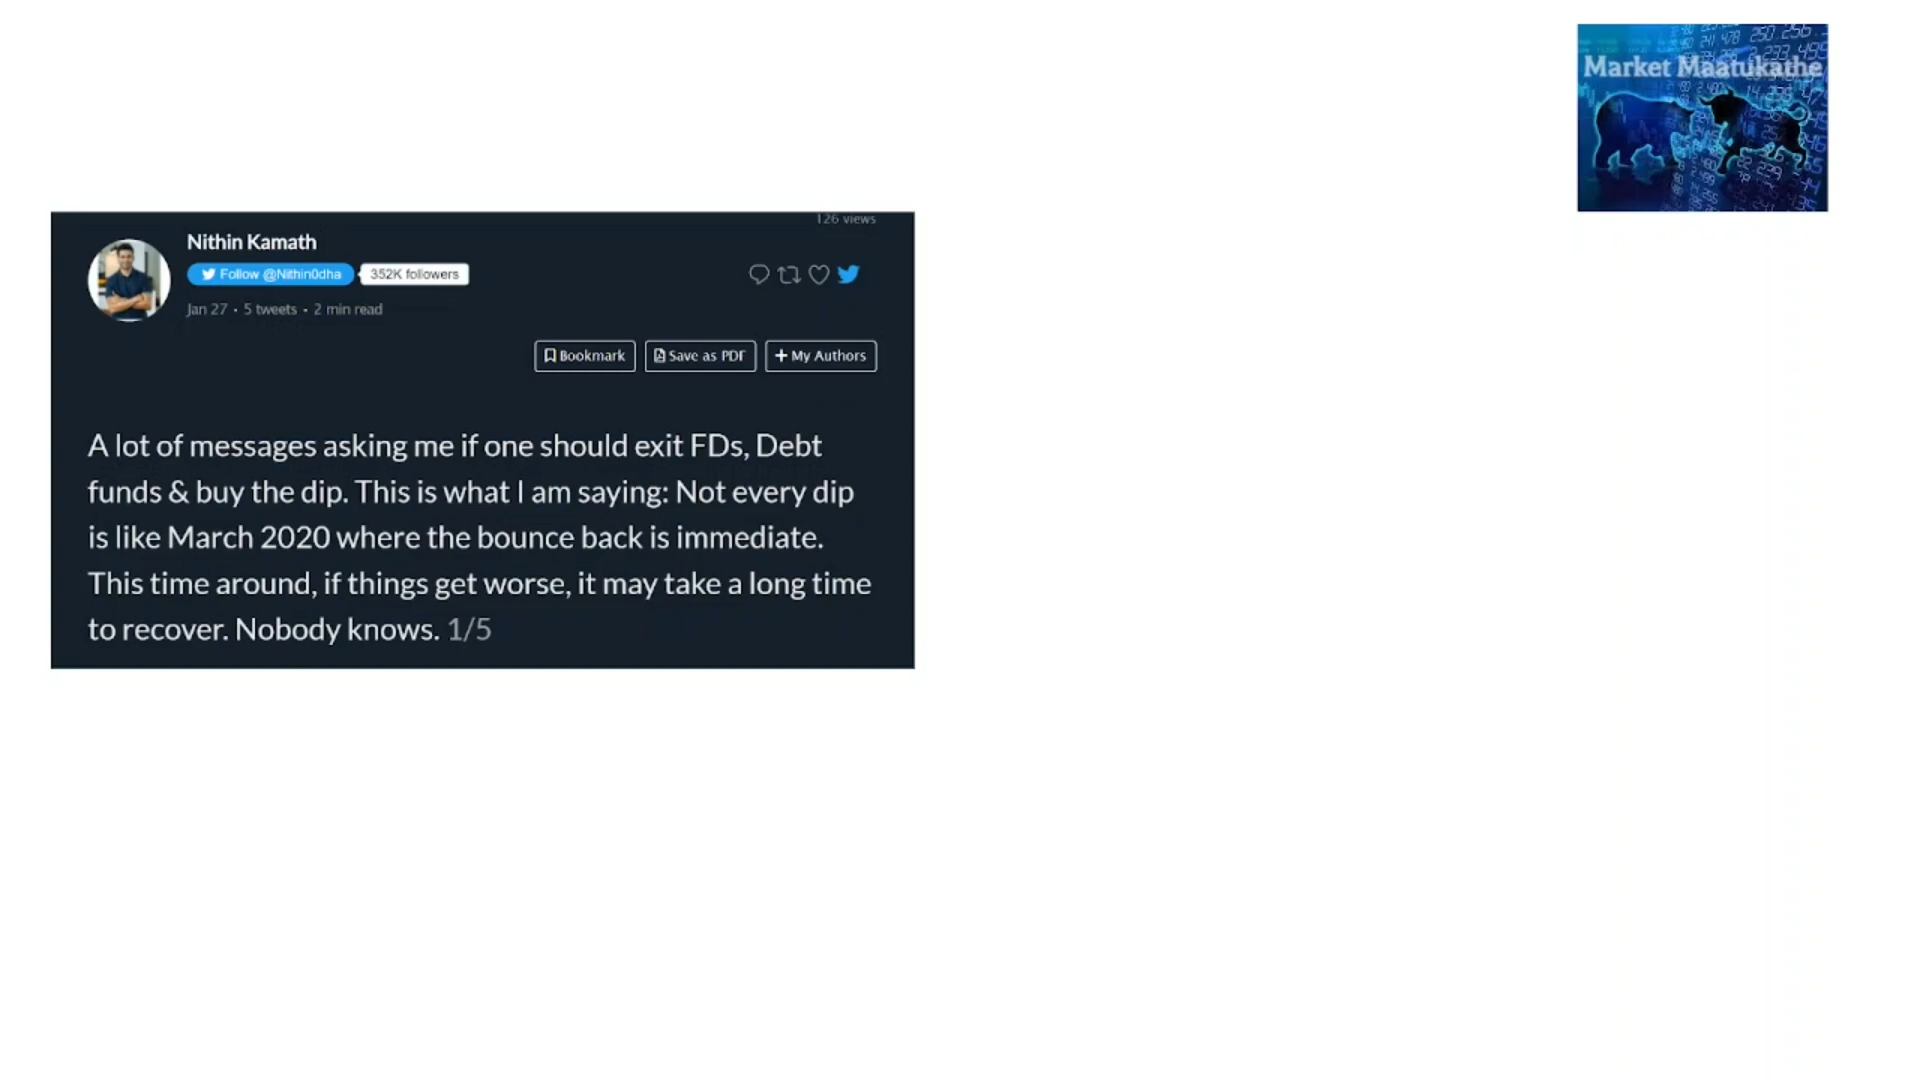 Market Maatukathe
126 views
Nithin Kamath
Follow @Nithin0dha 352K followers
Jan 27 • 5 tweets • 2 min read
Bookmark Save as PDF + My Authors
A lot of messages asking me if one should exit FDs, Debt
funds & buy the dip. This is what I am saying: Not every dip
is like March 2020 where the bounce back is immediate.
This time around, if things get worse, it may take a long time
to recover. Nobody knows. 1/5